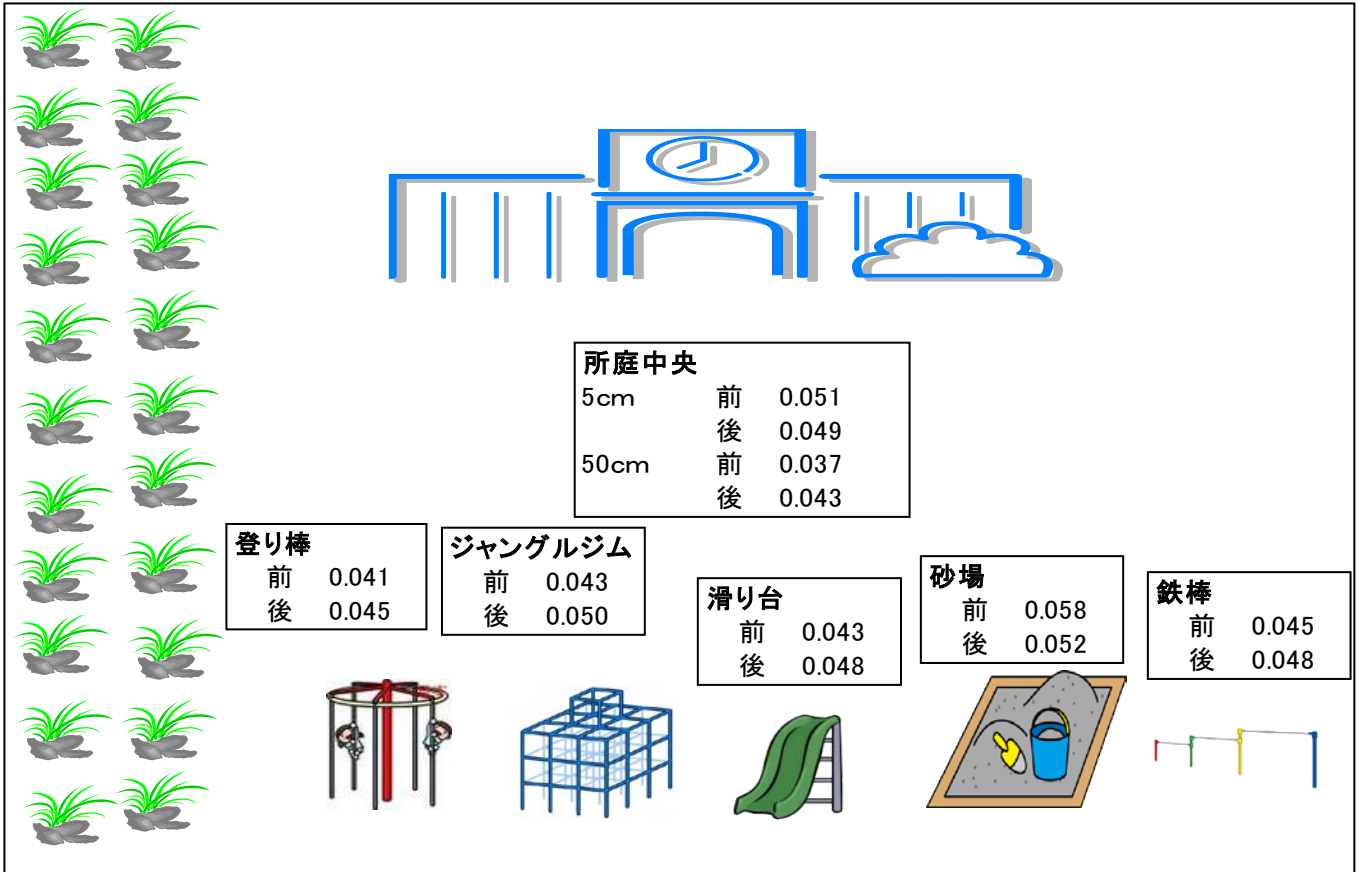 所庭中央
5cm 前 0.051
後 0.049
50cm 前 0.037
後 0.043
登り棒
前 0.041
後 0.045
ジャングルジム
前 0.043
後 0.050
滑り台
前 0.043
後 0.048
砂場
前 0.058
後 0.052
鉄棒
前 0.045
後 0.048